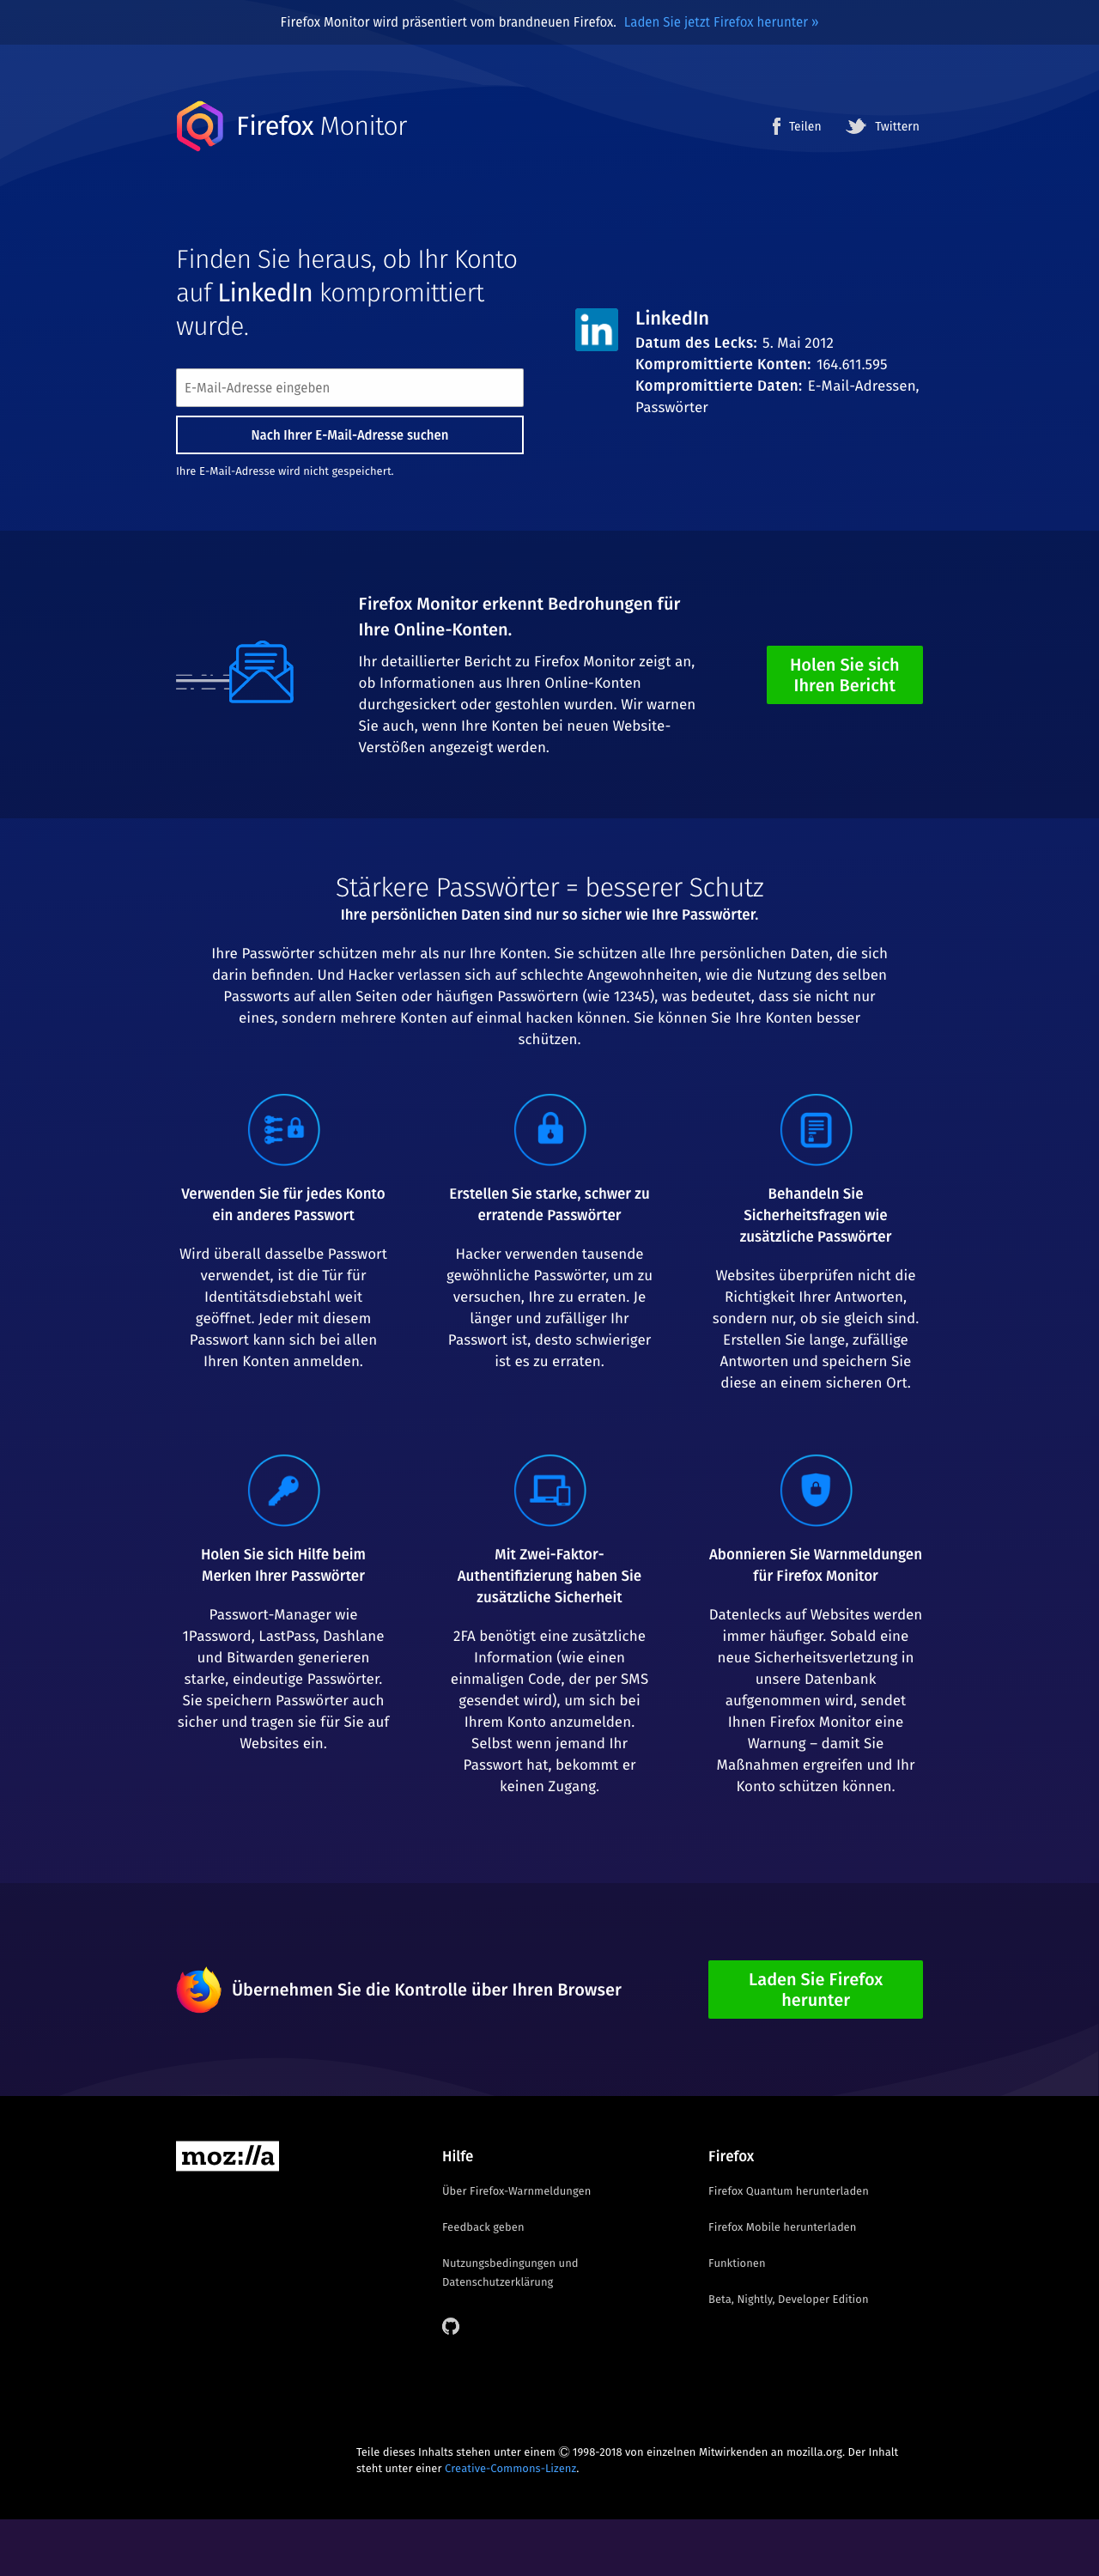 Firefox Monitor wird präsentiert vom brandneuen Firefox. Laden Sie jetzt Firefox herunter »
Firefox Monitor
Teilen
Twittern
Finden Sie heraus, ob Ihr Konto
auf LinkedIn kompromittiert
wurde.
E-Mail-Adresse eingeben
Nach Ihrer E-Mail-Adresse suchen
Ihre E-Mail-Adresse wird nicht gespeichert.
in
LinkedIn
Datum des Lecks: 5. Mai 2012
Kompromittierte Konten: 164.611.595
Kompromittierte Daten: E-Mail-Adressen,
Passwörter
Firefox Monitor erkennt Bedrohungen für
Ihre Online-Konten.
Ihr detaillierter Bericht zu Firefox Monitor zeigt an,
ob Informationen aus Ihren Online-Konten
durchgesickert oder gestohlen wurden. Wir warnen
Sie auch, wenn Ihre Konten bei neuen Website-
Verstößen angezeigt werden.
Holen Sie sich
Ihren Bericht
Stärkere Passwörter = besserer Schutz
Ihre persönlichen Daten sind nur so sicher wie Ihre Passwörter.
Ihre Passwörter schützen mehr als nur Ihre Konten. Sie schützen alle Ihre persönlichen Daten, die sich
darin befinden. Und Hacker verlassen sich auf schlechte Angewohnheiten, wie die Nutzung des selben
Passworts auf allen Seiten oder häufigen Passwörtern (wie 12345), was bedeutet, dass sie nicht nur
eines, sondern mehrere Konten auf einmal hacken können. Sie können Sie Ihre Konten besser
schützen.
Verwenden Sie für jedes Konto
ein anderes Passwort
Wird überall dasselbe Passwort
verwendet, ist die Tür für
Identitätsdiebstahl weit
geöffnet. Jeder mit diesem
Passwort kann sich bei allen
Ihren Konten anmelden.
Erstellen Sie starke, schwer zu
erratende Passwörter
Hacker verwenden tausende
gewöhnliche Passwörter, um zu
versuchen, Ihre zu erraten. Je
länger und zufälliger Ihr
Passwort ist, desto schwieriger
ist es zu erraten.
Behandeln Sie
Sicherheitsfragen wie
zusätzliche Passwörter
Websites überprüfen nicht die
Richtigkeit Ihrer Antworten,
sondern nur, ob sie gleich sind.
Erstellen Sie lange, zufällige
Antworten und speichern Sie
diese an einem sicheren Ort.
Holen Sie sich Hilfe beim
Merken Ihrer Passwörter
Passwort-Manager wie
1Password, LastPass, Dashlane
und Bitwarden generieren
starke, eindeutige Passwörter.
Sie speichern Passwörter auch
sicher und tragen sie für Sie auf
Websites ein.
Mit Zwei-Faktor-
Authentifizierung haben Sie
zusätzliche Sicherheit
2FA benötigt eine zusätzliche
Information (wie einen
einmaligen Code, der per SMS
gesendet wird), um sich bei
Ihrem Konto anzumelden.
Selbst wenn jemand Ihr
Passwort hat, bekommt er
keinen Zugang.
Abonnieren Sie Warnmeldungen
für Firefox Monitor
Datenlecks auf Websites werden
immer häufiger. Sobald eine
neue Sicherheitsverletzung in
unsere Datenbank
aufgenommen wird, sendet
Ihnen Firefox Monitor eine
Warnung – damit Sie
Maßnahmen ergreifen und Ihr
Konto schützen können.
Übernehmen Sie die Kontrolle über Ihren Browser
Laden Sie Firefox
herunter
moz://a
Hilfe
Über Firefox-Warnmeldungen
Feedback geben
Nutzungsbedingungen und
Datenschutzerklärung
Firefox
Firefox Quantum herunterladen
Firefox Mobile herunterladen
Funktionen
Beta, Nightly, Developer Edition
Teile dieses Inhalts stehen unter einem © 1998-2018 von einzelnen Mitwirkenden an mozilla.org. Der Inhalt
steht unter einer Creative-Commons-Lizenz.